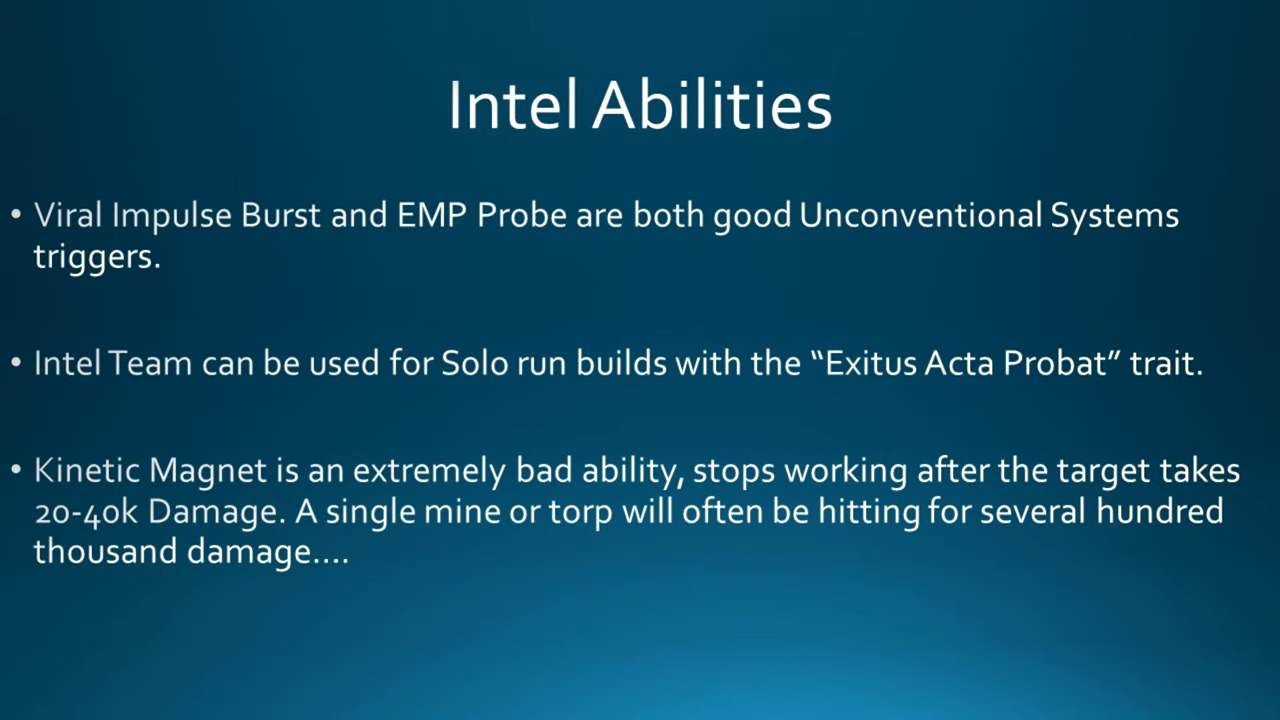 Intel Abilities
• Viral Impulse Burst and EMP Probe are both good Unconventional Systems
triggers.
• Intel Team can be used for Solo run builds with the “Exitus Acta Probat” trait.
• Kinetic Magnet is an extremely bad ability, stops working after the target takes
20-40k Damage. A single mine or torp will often be hitting for several hundred
thousand damage....